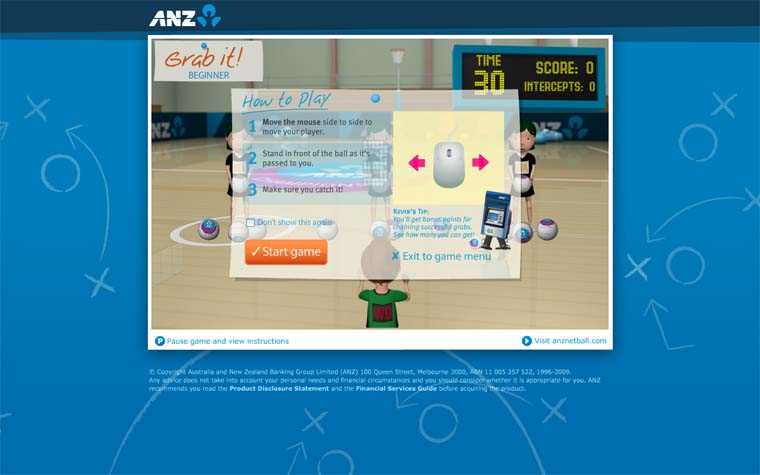 ANZ
Grab it!
BEGINNER
TIME
30
SCORE: 0
INTERCEPTS: 0
How to Play
1 Move the mouse side to side to
move your player.
2 Stand in front of the ball as it's
passed to you.
3 Make sure you catch it!
Don't show this again
✓ Start game
KEVIN'S TIP:
You'll get bonus points for
chaining successful grabs.
See how many you can get!
✘ Exit to game menu
P Pause game and view instructions
Visit anznetball.com
© Copyright Australia and New Zealand Banking Group Limited (ANZ) 100 Queen Street, Melbourne 3000, ABN 11 005 357 522, 1996-2009.
Any advice does not take into account your personal needs and financial circumstances and you should consider whether it is appropriate for you. ANZ
recommends you read the Product Disclosure Statement and the Financial Services Guide before acquiring the product.